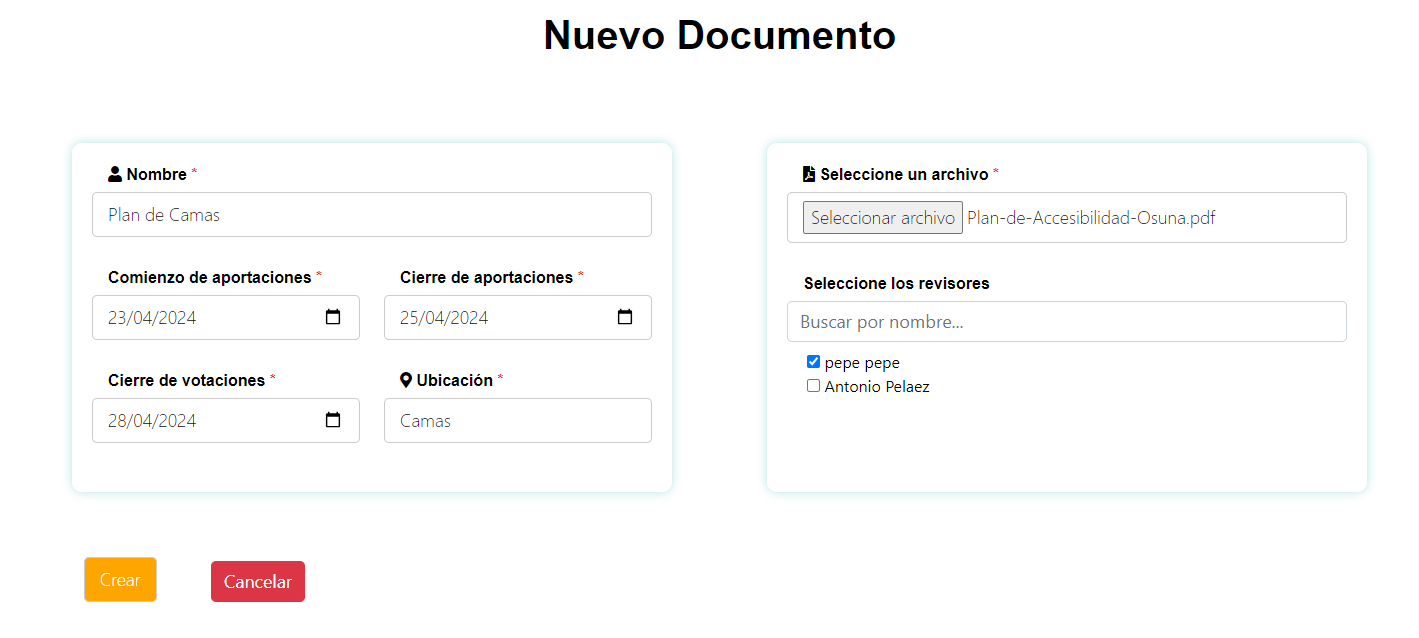 Nuevo Documento
Nombre *
Plan de Camas
Comienzo de aportaciones *
Cierre de aportaciones *
23/04/2024
25/04/2024
Cierre de votaciones *
Ubicación *
28/04/2024
Camas
Seleccione un archivo *
Seleccionar archivo Plan-de-Accesibilidad-Osuna.pdf
Seleccione los revisores
Buscar por nombre...
pepe pepe
Antonio Pelaez
Crear
Cancelar